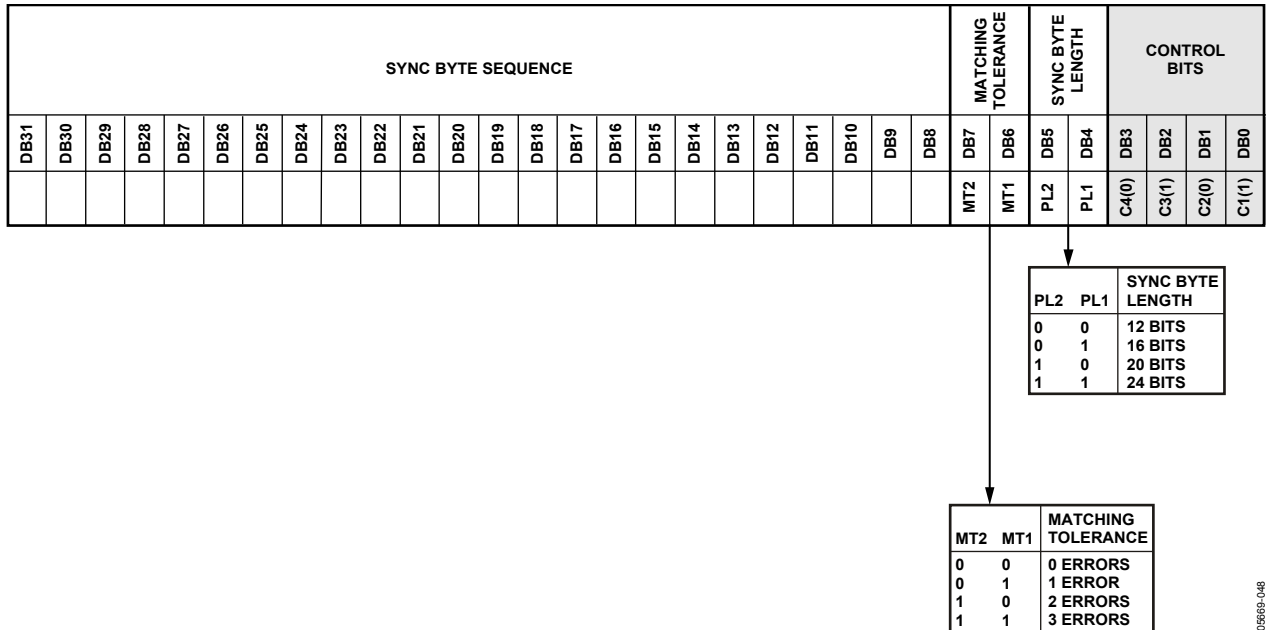 SYNC BYTE SEQUENCE
MATCHING
TOLERANCE
SYNC BYTE
LENGTH
CONTROL
BITS
DB31 DB30 DB29 DB28 DB27 DB26 DB25 DB24 DB23 DB22 DB21 DB20 DB19 DB18 DB17 DB16 DB15 DB14 DB13 DB12 DB11 DB10 DB9 DB8 DB7 DB6 DB5 DB4 DB3 DB2 DB1 DB0
MT2 MT1 PL2 PL1 C4(0) C3(1) C2(0) C1(1)
PL2 PL1 SYNC BYTE
LENGTH
0 0 12 BITS
0 1 16 BITS
1 0 20 BITS
1 1 24 BITS
MT2 MT1 MATCHING
TOLERANCE
0 0 0 ERRORS
0 1 1 ERROR
1 0 2 ERRORS
1 1 3 ERRORS
05669-048